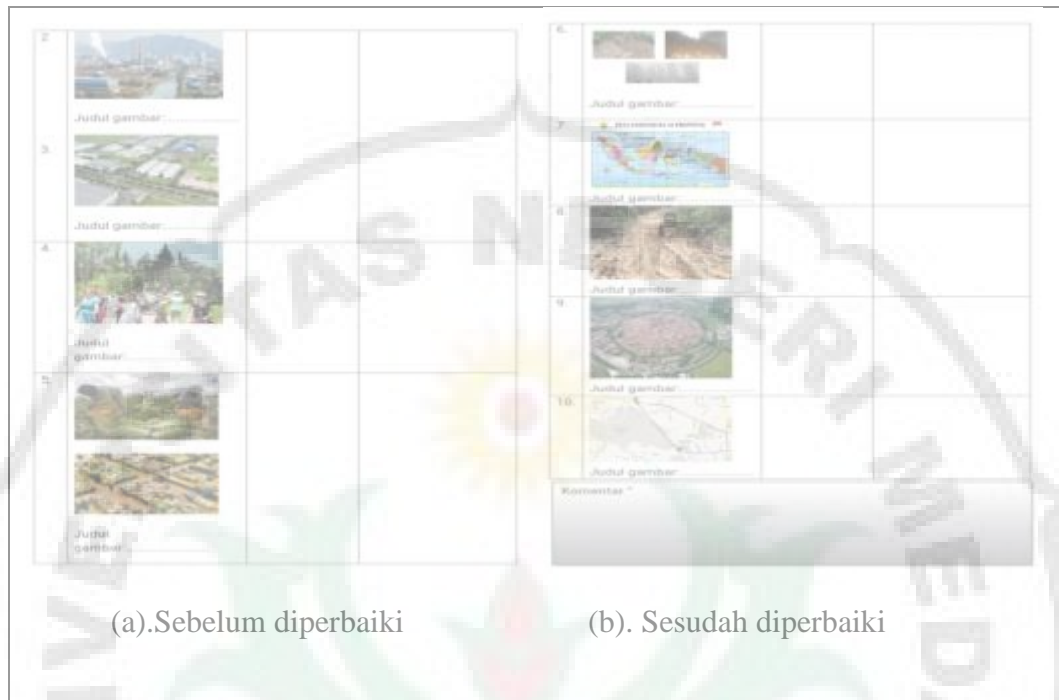 2.
Judul gambar:
3.
Judul gambar:
4.
Judul
gambar:
5.
Judul
gambar:
6.
Judul gambar:
7.
Judul gambar:
8.
Judul gambar:
9.
Judul gambar:
10.
Judul gambar:
Komentar
(a).Sebelum diperbaiki
(b). Sesudah diperbaiki